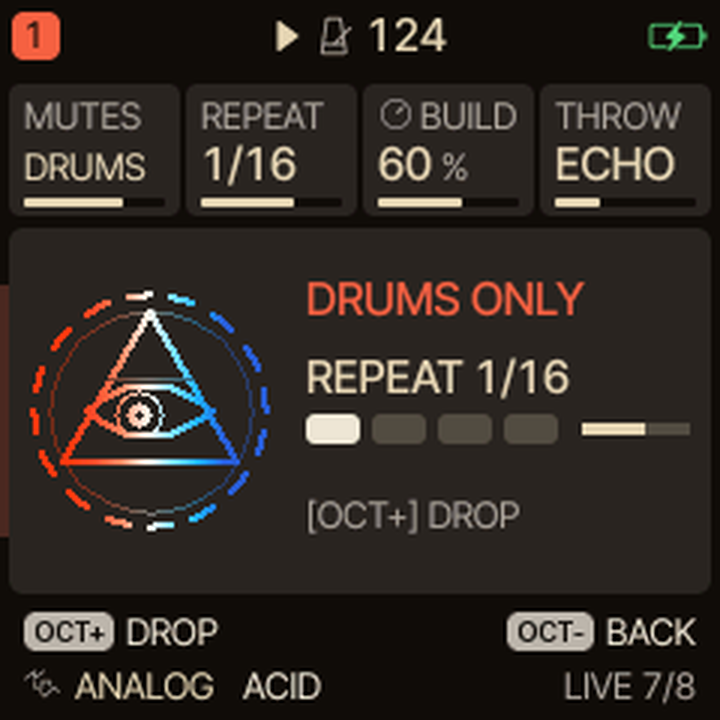 1 124
MUTES REPEAT BUILD THROW
DRUMS 1/16 60 % ECHO
DRUMS ONLY
REPEAT 1/16
[OCT+] DROP
OCT+ DROP OCT- BACK
ANALOG ACID LIVE 7/8